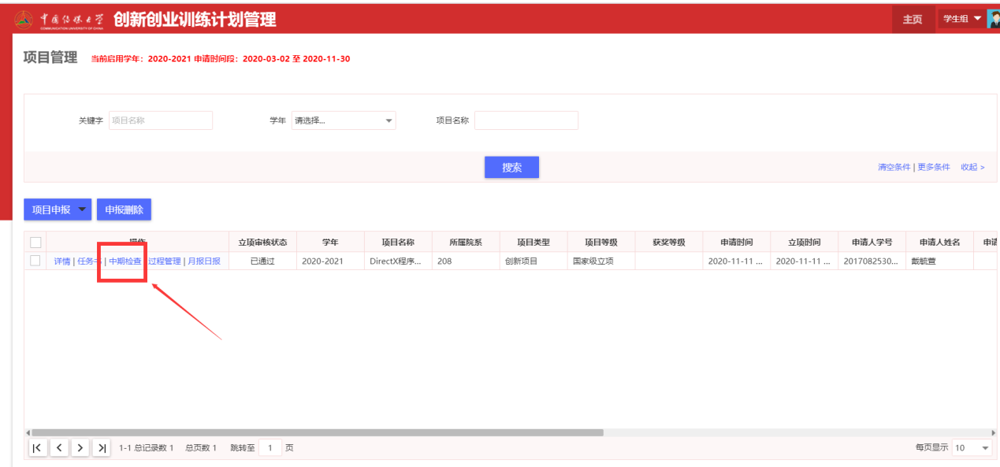 中国传媒大学 创新创业训练计划管理 主页 学生组
COMMUNICATION UNIVERSITY OF CHINA
项目管理 当前启用学年：2020-2021 申请时间段：2020-03-02 至 2020-11-30
关键字 项目名称 学年 请选择... 项目名称
搜索 清空条件 | 更多条件 收起 >
项目申报 申报删除
操作 立项审核状态 学年 项目名称 所属院系 项目类型 项目等级 获奖等级 申请时间 立项时间 申请人学号 申请人姓名 申请
详情 | 任务书 | 中期检查 | 过程管理 | 月报日报 已通过 2020-2021 DirectX程序... 208 创新项目 国家级立项 2020-11-11 ... 2020-11-11 ... 2017082530... 戴毓萱
1-1 总记录数 1 总页数 1 跳转至 1 页 每页显示 10